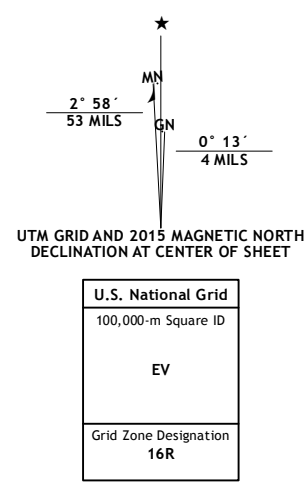 MN
2° 58´
53 MILS
GN
0° 13´
4 MILS
UTM GRID AND 2015 MAGNETIC NORTH
DECLINATION AT CENTER OF SHEET
U.S. National Grid
100,000-m Square ID
EV
Grid Zone Designation
16R